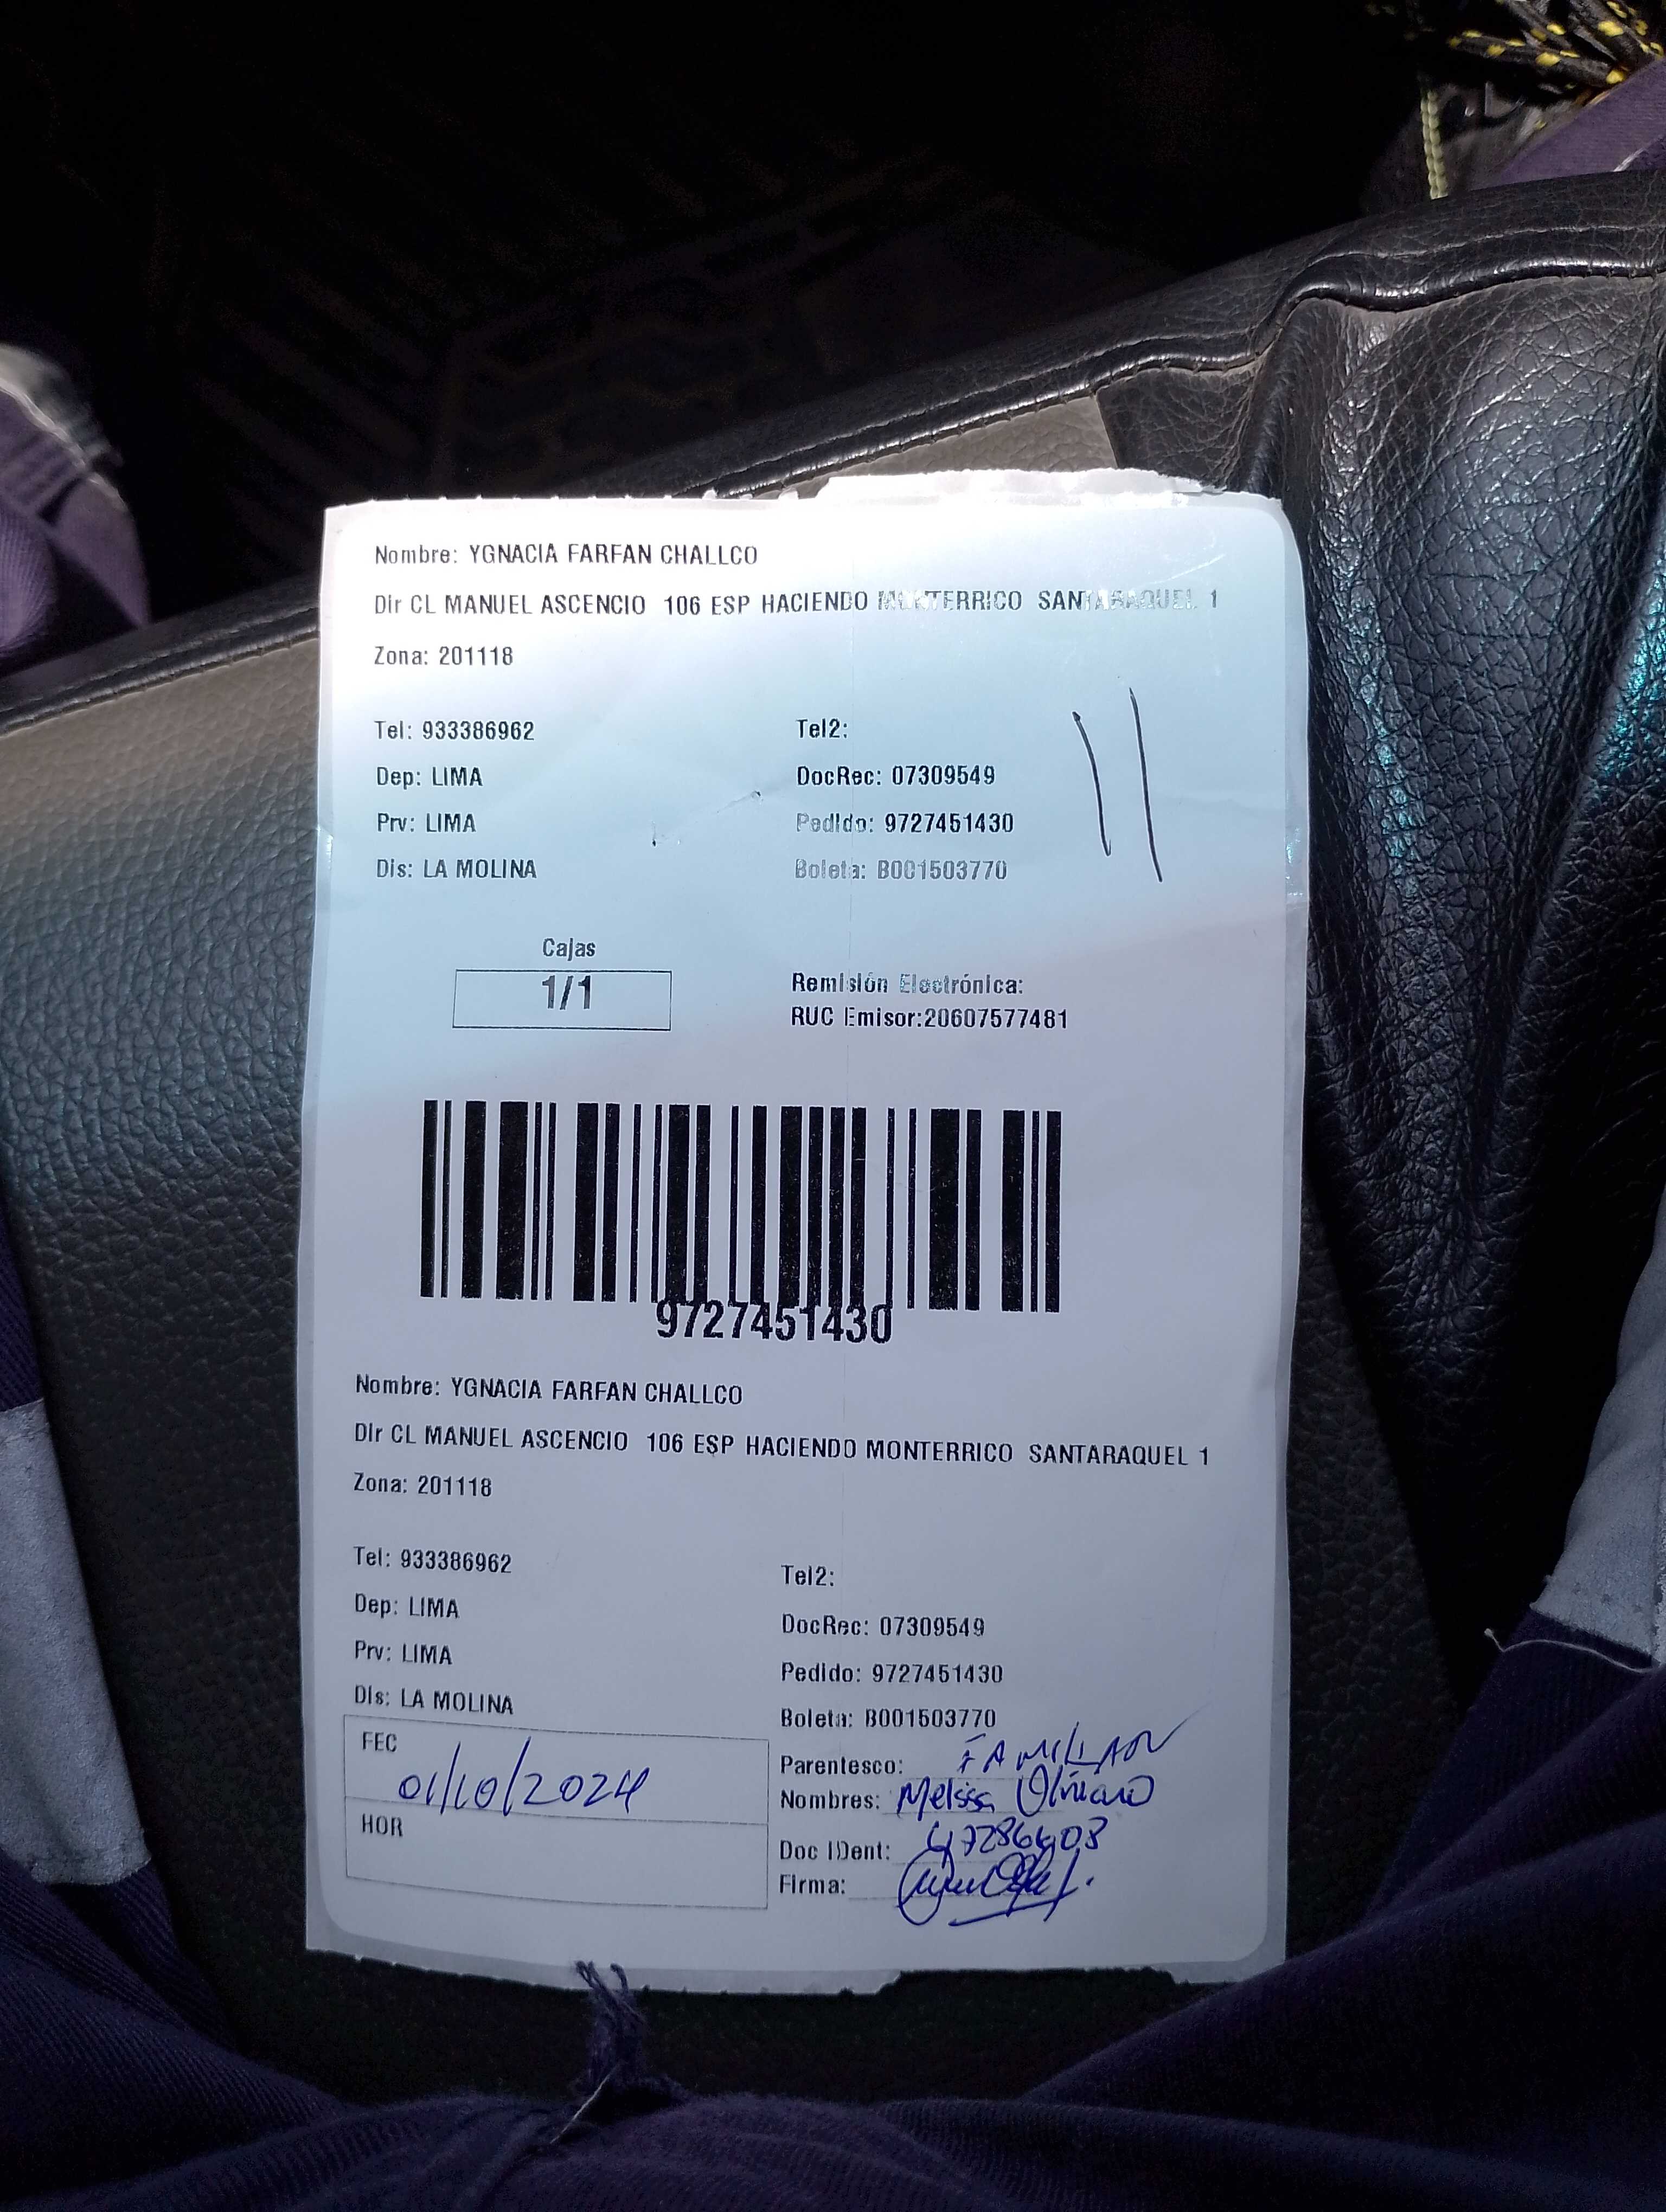 Nombre: YGNACIA FARFAN CHALLCO
Dir CL MANUEL ASCENCIO 106 ESP HACIENDO MONTERRICO SANTARAQUEL 1
Zona: 201118
Tel: 933386962 Tel2:
Dep: LIMA DocRec: 07309549
Prv: LIMA Pedido: 9727451430
Dis: LA MOLINA Boleta: B001503770
Cajas
1/1
Remisión Electrónica:
RUC Emisor:20607577481
9727451430
Nombre: YGNACIA FARFAN CHALLCO
Dir CL MANUEL ASCENCIO 106 ESP HACIENDO MONTERRICO SANTARAQUEL 1
Zona: 201118
Tel: 933386962 Tel2:
Dep: LIMA DocRec: 07309549
Prv: LIMA Pedido: 9727451430
Dis: LA MOLINA Boleta: B001503770
FEC 01/10/2024
HOR
Parentesco: FAMILIAR
Nombres: Melissa
Doc IDent:
Firma: